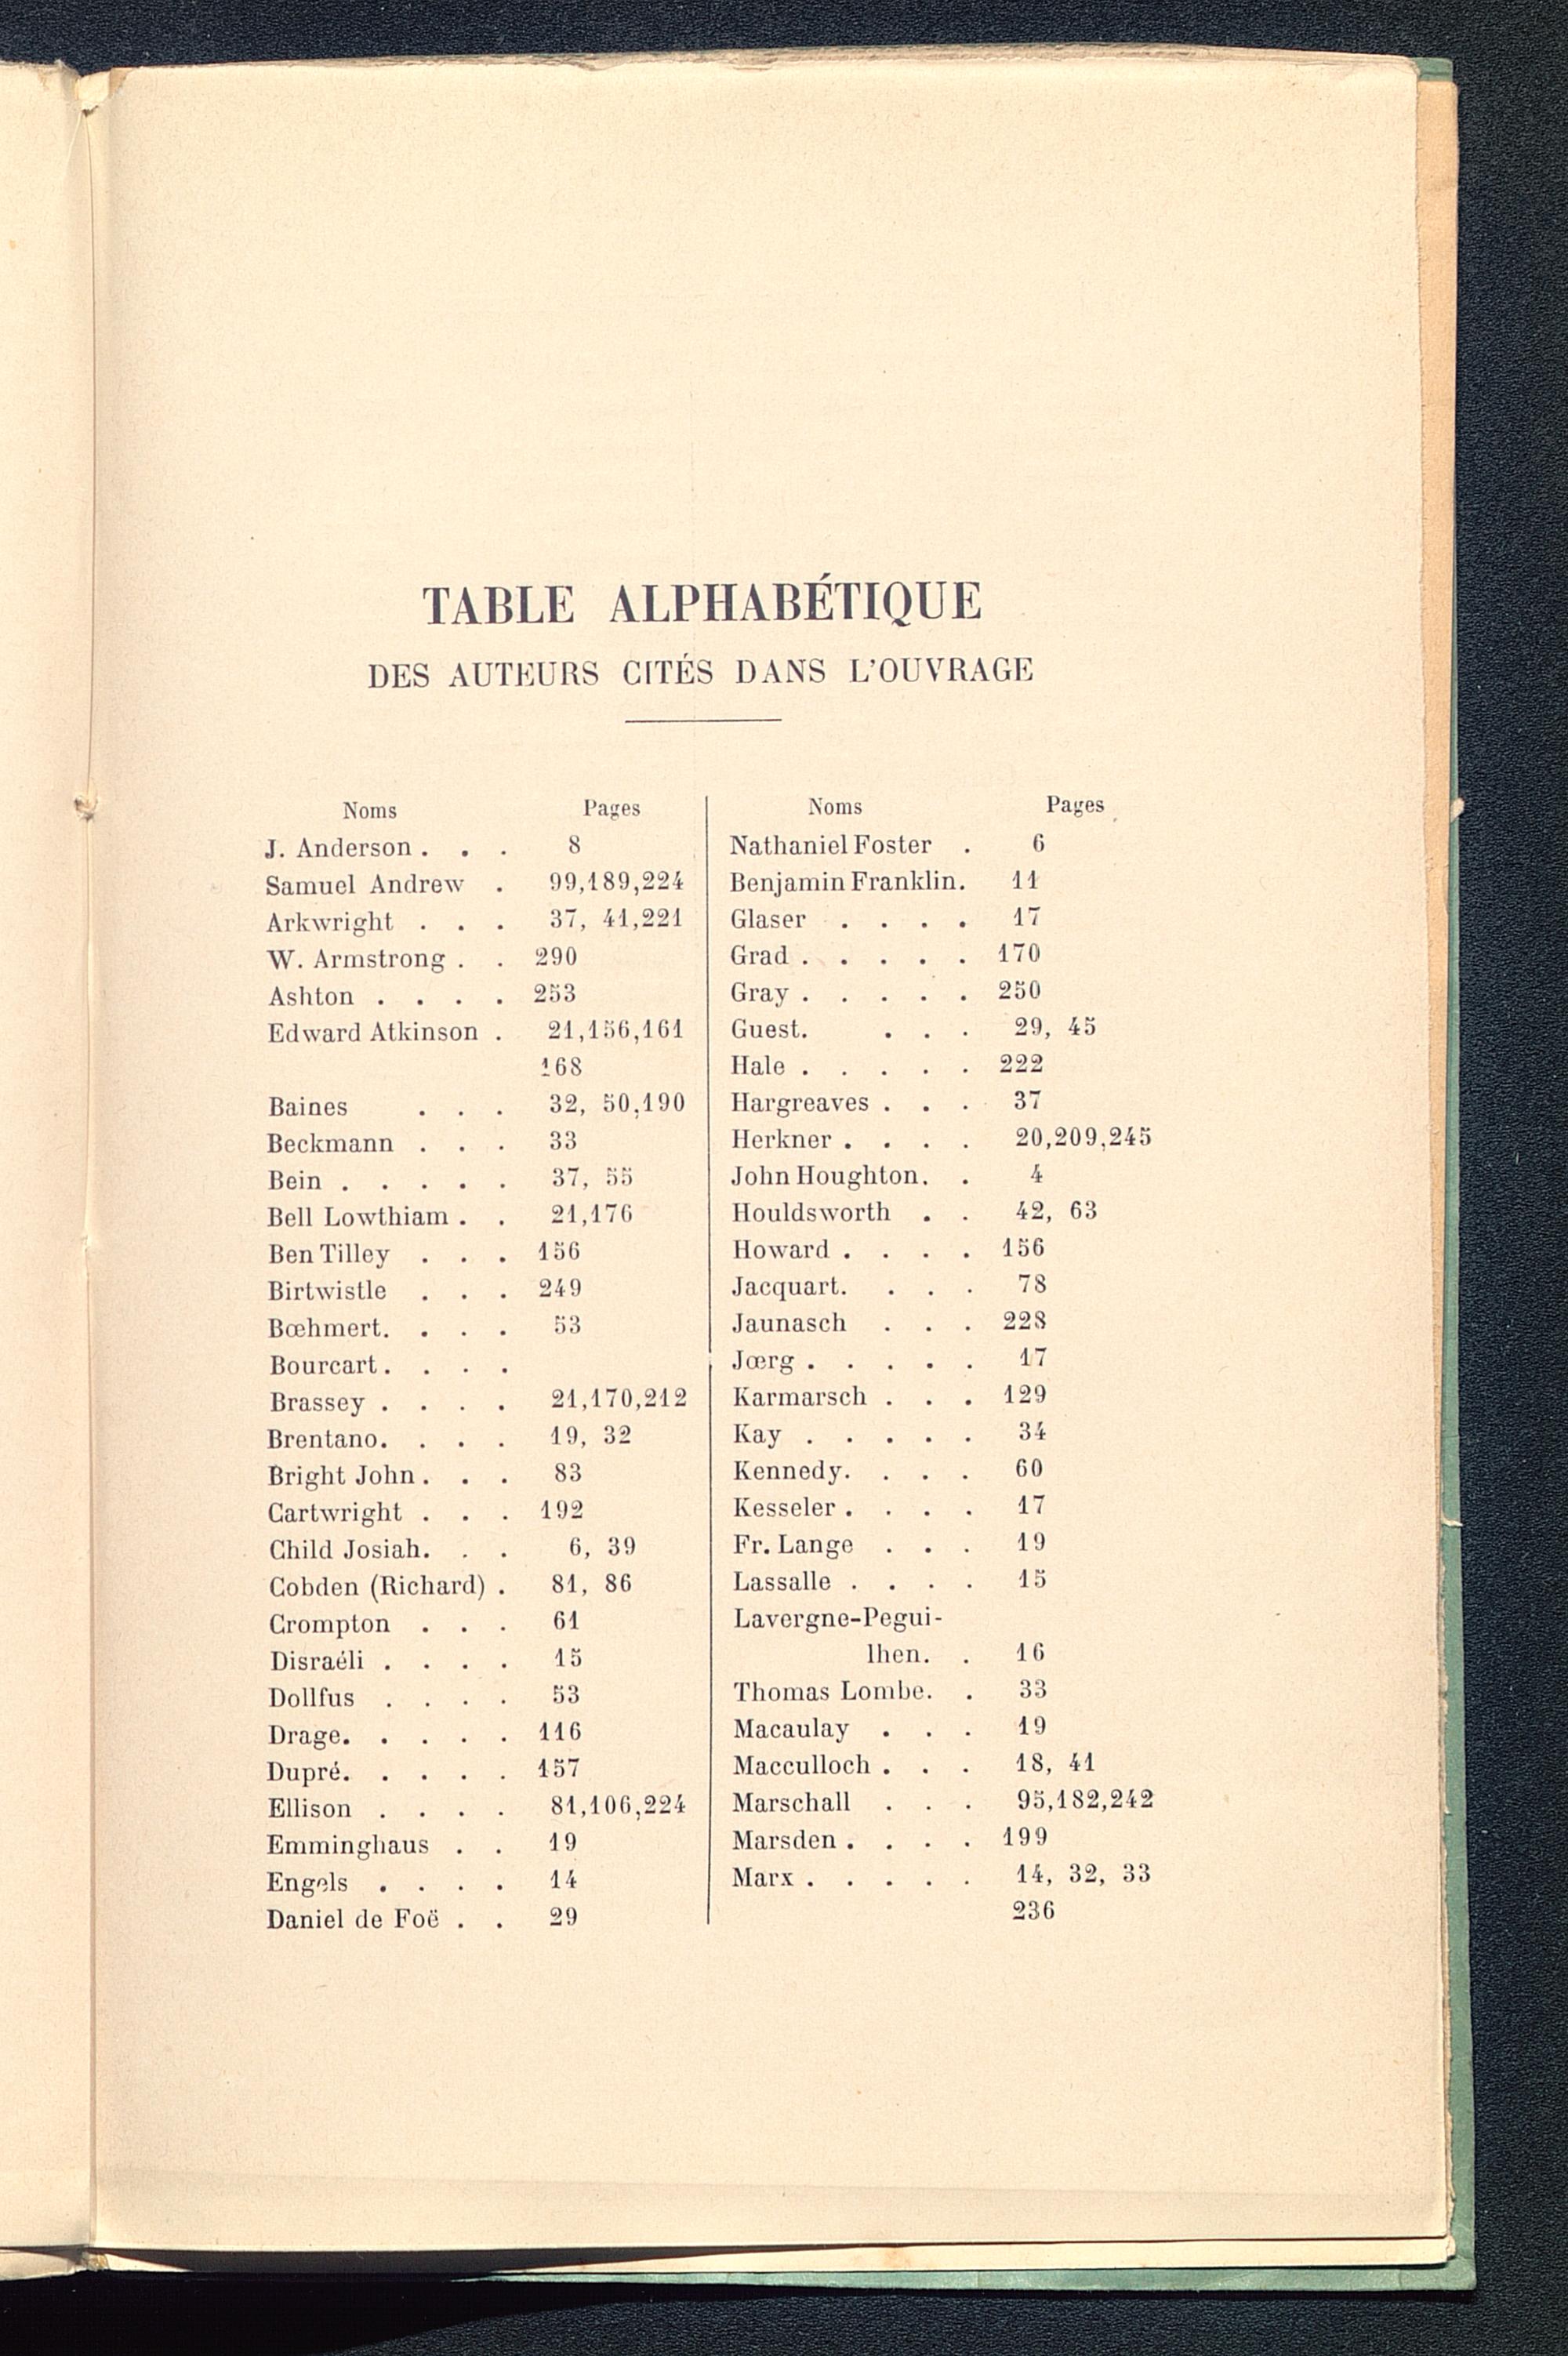 TABLE ALPHABÉTIQUE
DES AUTEURS CITÉS DANS L'OUVRAGE
Noms Pages
J. Anderson . . . 8
Samuel Andrew . 99,189,224
Arkwright . . . 37, 41,221
W. Armstrong . . 290
Ashton . . . . 253
Edward Atkinson . 21,156,161
168
Baines . . . 32, 50,190
Beckmann . . . 33
Bein . . . . . 37, 55
Bell Lowthiam . . 21,176
Ben Tilley . . . 156
Birtwistle . . . 249
Bœhmert. . . . 53
Bourcart. . . .
Brassey . . . . 21,170,212
Brentano. . . . 19, 32
Bright John . . . 83
Cartwright . . . 192
Child Josiah. . . 6, 39
Cobden (Richard) . 81, 86
Crompton . . . 61
Disraéli . . . . 15
Dollfus . . . . 53
Drage. . . . . 116
Dupré. . . . . 157
Ellison . . . . 81,106,224
Emminghaus . . 19
Engels . . . . 14
Daniel de Foë . . 29
Noms Pages
Nathaniel Foster . 6
Benjamin Franklin. 11
Glaser . . . . 17
Grad . . . . . 170
Gray . . . . . 250
Guest. . . . 29, 45
Hale . . . . . 222
Hargreaves . . . 37
Herkner . . . . 20,209,245
John Houghton. . 4
Houldsworth . . 42, 63
Howard . . . . 156
Jacquart. . . . 78
Jaunasch . . . 228
Jœrg . . . . . 17
Karmarsch . . . 129
Kay . . . . . 34
Kennedy. . . . 60
Kesseler . . . . 17
Fr. Lange . . . 19
Lassalle . . . . 15
Lavergne-Pegui-
lhen. . 16
Thomas Lombe. . 33
Macaulay . . . 19
Macculloch . . . 18, 41
Marschall . . . 95,182,242
Marsden . . . . 199
Marx . . . . . 14, 32, 33
236